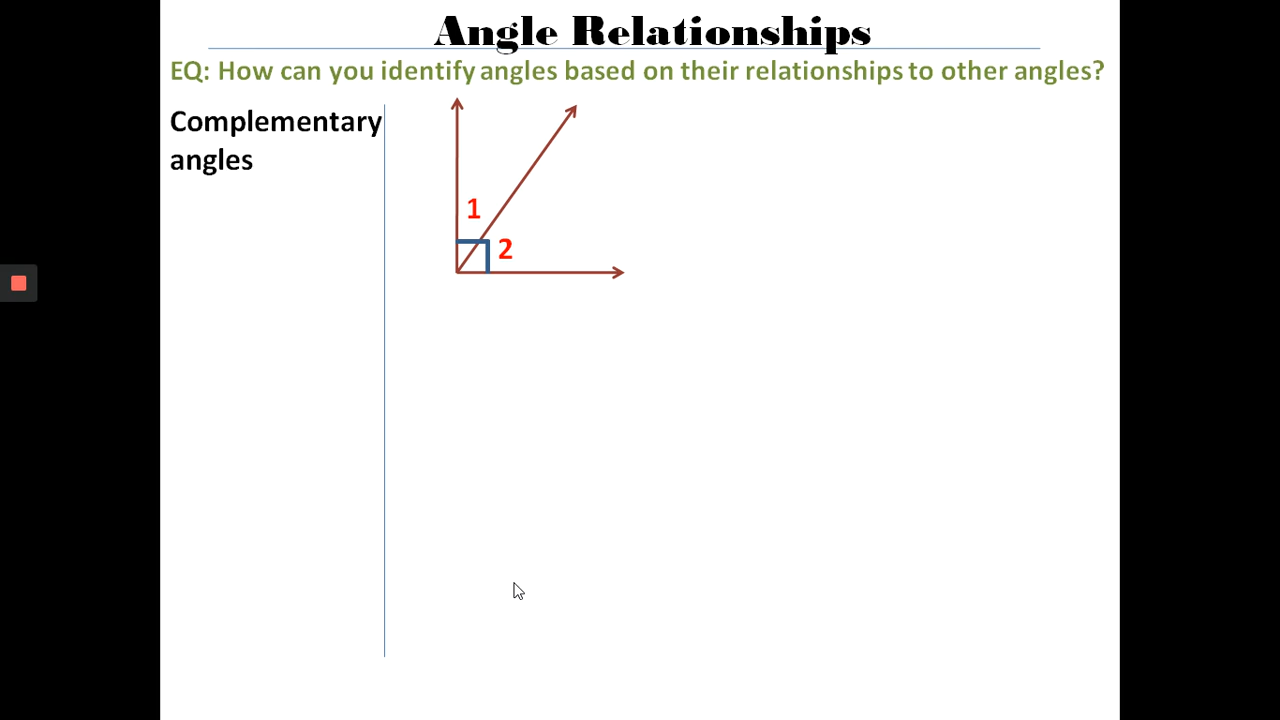 Angle Relationships
EQ: How can you identify angles based on their relationships to other angles?
Complementary
angles
1
2